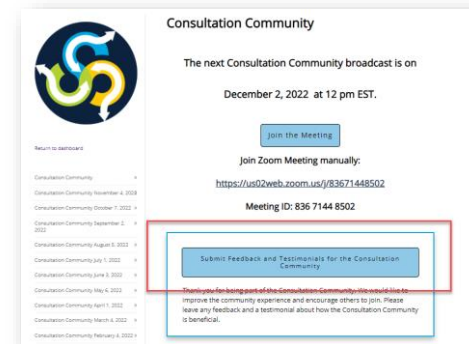 Consultation Community
The next Consultation Community broadcast is on
December 2, 2022 at 12 pm EST.
Join the Meeting
Join Zoom Meeting manually:
https://us02web.zoom.us/j/83671448502
Meeting ID: 836 7144 8502
Submit Feedback and Testimonials for the Consultation
Community
Thank you for being part of the Consultation Community. We would like to
improve the community experience and encourage others to join. Please
leave any feedback and a testimonial about how the Consultation Community
is beneficial.
Return to dashboard
Consultation Community
Consultation Community November 4, 2022
Consultation Community October 7, 2022
Consultation Community September 2,
2022
Consultation Community August 5, 2022
Consultation Community July 1, 2022
Consultation Community June 3, 2022
Consultation Community May 6, 2022
Consultation Community April 1, 2022
Consultation Community March 4, 2022
Consultation Community February 4, 2022